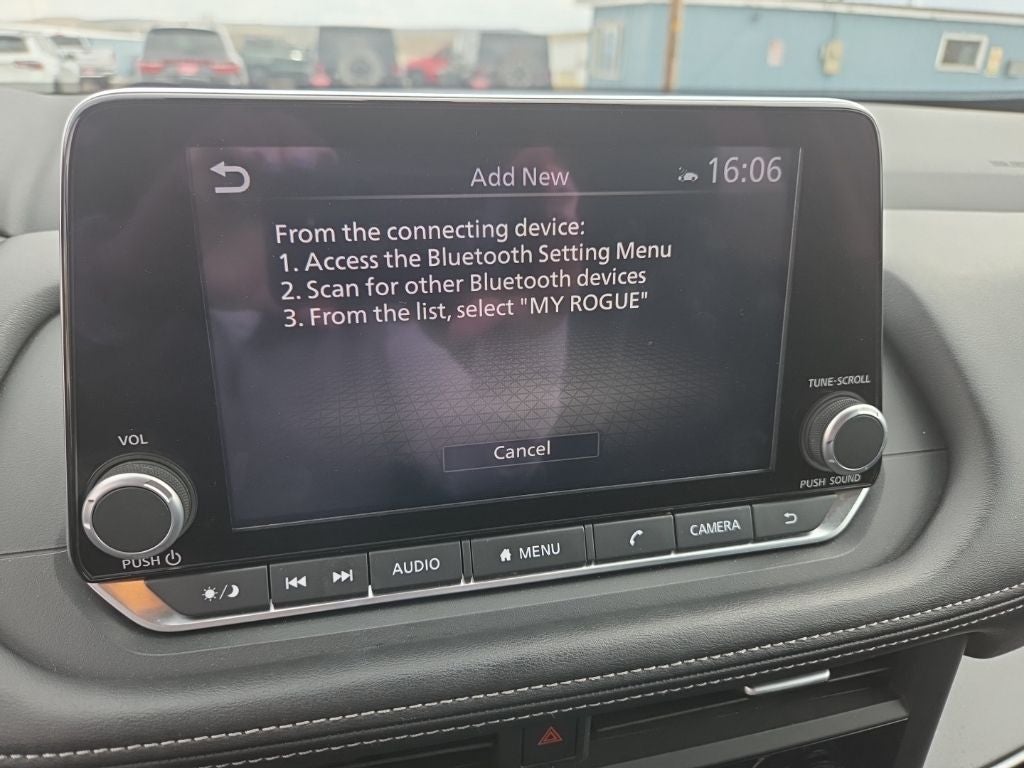 Add New
16:06
From the connecting device:
1. Access the Bluetooth Setting Menu
2. Scan for other Bluetooth devices
3. From the list, select "MY ROGUE"
Cancel
TUNE·SCROLL
VOL
PUSH SOUND
PUSH
AUDIO
MENU
CAMERA